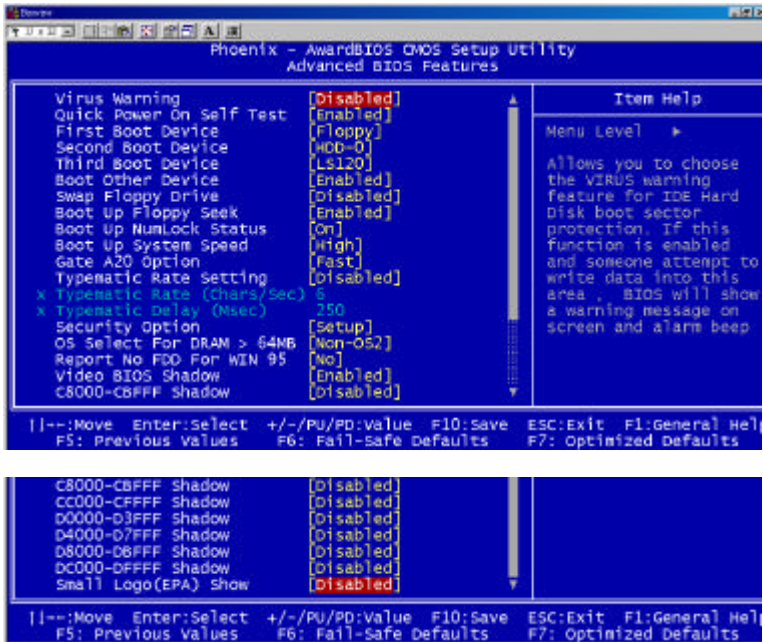 Phoenix - AwardBIOS CMOS Setup Utility
Advanced BIOS Features
Virus Warning [Disabled]
Quick Power On Self Test [Enabled]
First Boot Device [Floppy]
Second Boot Device [HDD-0]
Third Boot Device [LS120]
Boot Other Device [Enabled]
Swap Floppy Drive [Disabled]
Boot Up Floppy Seek [Enabled]
Boot Up NumLock Status [On]
Boot Up System Speed [High]
Gate A20 Option [Fast]
Typematic Rate Setting [Disabled]
x Typematic Rate (Chars/Sec) 6
x Typematic Delay (Msec) 250
Security Option [Setup]
OS Select For DRAM > 64MB [Non-OS2]
Report No FDD For WIN 95 [No]
Video BIOS Shadow [Enabled]
C8000-CBFFF Shadow [Disabled]
Item Help
Menu Level
Allows you to choose
the VIRUS warning
feature for IDE Hard
Disk boot sector
protection. If this
function is enabled
and someone attempt to
write data into this
area , BIOS will show
a warning message on
screen and alarm beep
:Move Enter:Select +/-/PU/PD:Value F10:Save ESC:Exit F1:General Help
F5: Previous Values F6: Fail-Safe Defaults F7: Optimized Defaults
C8000-CBFFF Shadow [Disabled]
CC000-CFFFF Shadow [Disabled]
D0000-D3FFF Shadow [Disabled]
D4000-D7FFF Shadow [Disabled]
D8000-DBFFF Shadow [Disabled]
DC000-DFFFF Shadow [Disabled]
Small Logo(EPA) Show [Disabled]
:Move Enter:Select +/-/PU/PD:Value F10:Save ESC:Exit F1:General Help
F5: Previous Values F6: Fail-Safe Defaults F7: Optimized Defaults